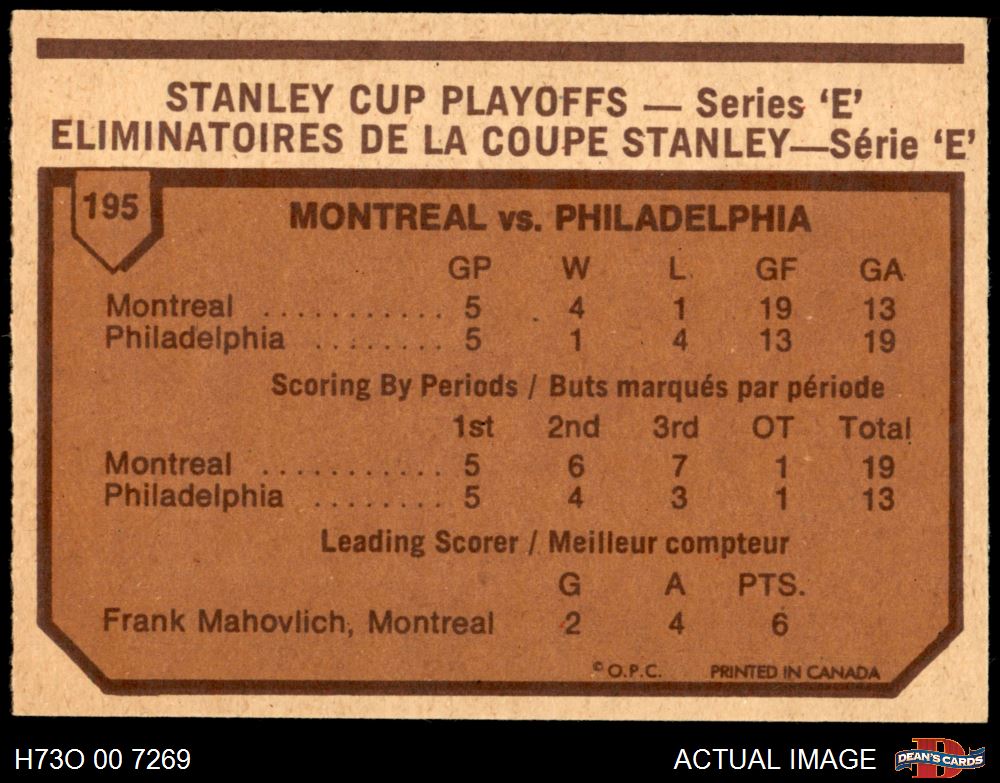 STANLEY CUP PLAYOFFS — Series ‘E’
ELIMINATOIRES DE LA COUPE STANLEY—Série ‘E’
195
MONTREAL vs. PHILADELPHIA
GP W L GF GA
Montreal ........... 5 4 1 19 13
Philadelphia ........ 5 1 4 13 19
Scoring By Periods / Buts marqués par période
1st 2nd 3rd OT Total
Montreal ........... 5 6 7 1 19
Philadelphia ........ 5 4 3 1 13
Leading Scorer / Meilleur compteur
G A PTS.
Frank Mahovlich, Montreal 2 4 6
© O.P.C. PRINTED IN CANADA
H73O 00 7269 ACTUAL IMAGE D DEAN'S CARDS